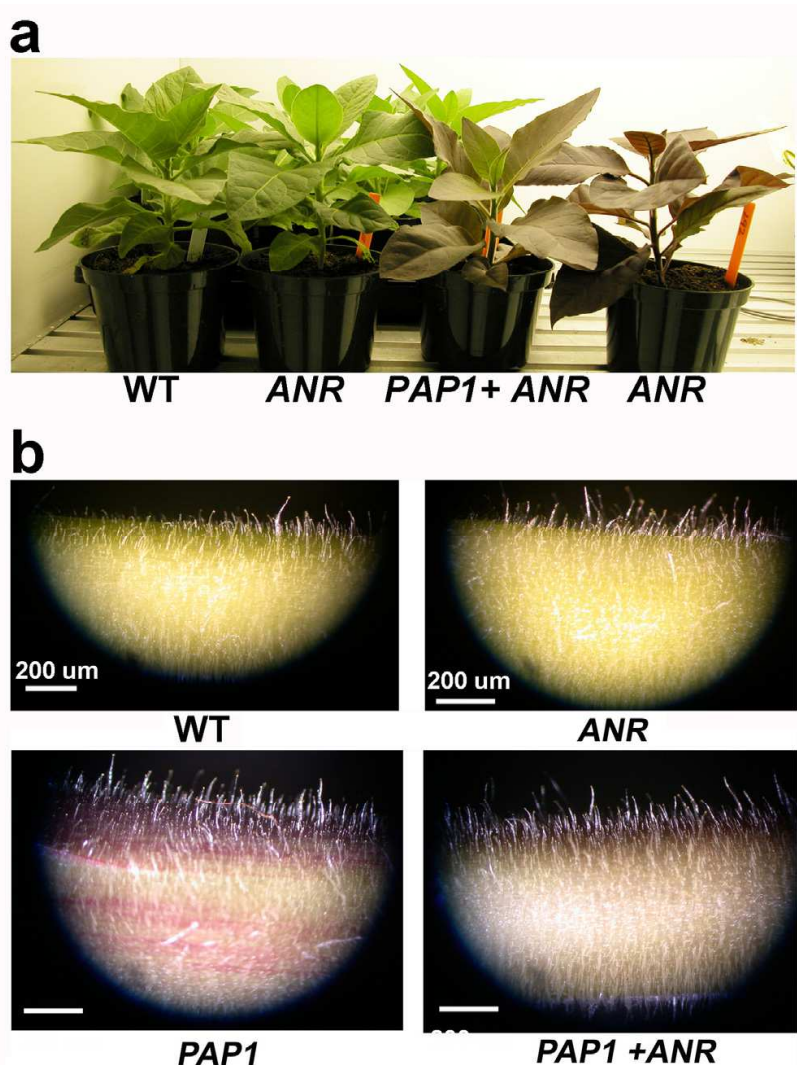 a
WT ANR PAP1+ ANR ANR
b
200 um 200 um
WT ANR
PAP1 PAP1 +ANR